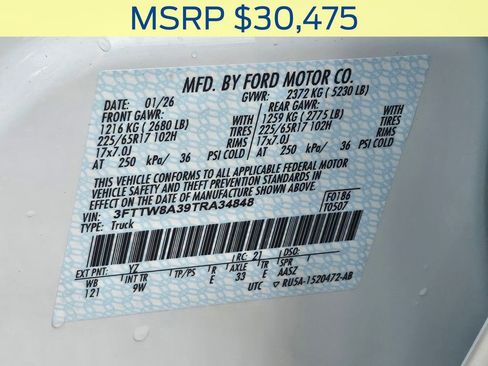 MSRP $30,475
MFD. BY FORD MOTOR CO.
DATE: 01/26 GVWR: 2372 KG ( 5230 LB)
FRONT GAWR: REAR GAWR:
1216 KG ( 2680 LB) WITH 1259 KG ( 2775 LB) WITH
225/65R17 102H TIRES 225/65R17 102H TIRES
17x7.0J RIMS 17x7.0J RIMS
AT 250 kPa/ 36 PSI COLD AT 250 kPa/ 36 PSI COLD
THIS VEHICLE CONFORMS TO ALL APPLICABLE FEDERAL MOTOR
VEHICLE SAFETY AND THEFT PREVENTION STANDARDS IN
EFFECT ON THE DATE OF MANUFACTURE SHOWN ABOVE.
VIN: 3FTTW8A39TRA34848 F0186
TYPE: Truck T0507
EXT PNT: YZ RC: 21 DSO:
WB INT TR TP/PS R AXLE TR SPR
121 9W E 33 E AASZ
UTC RU5A-1520472-AB